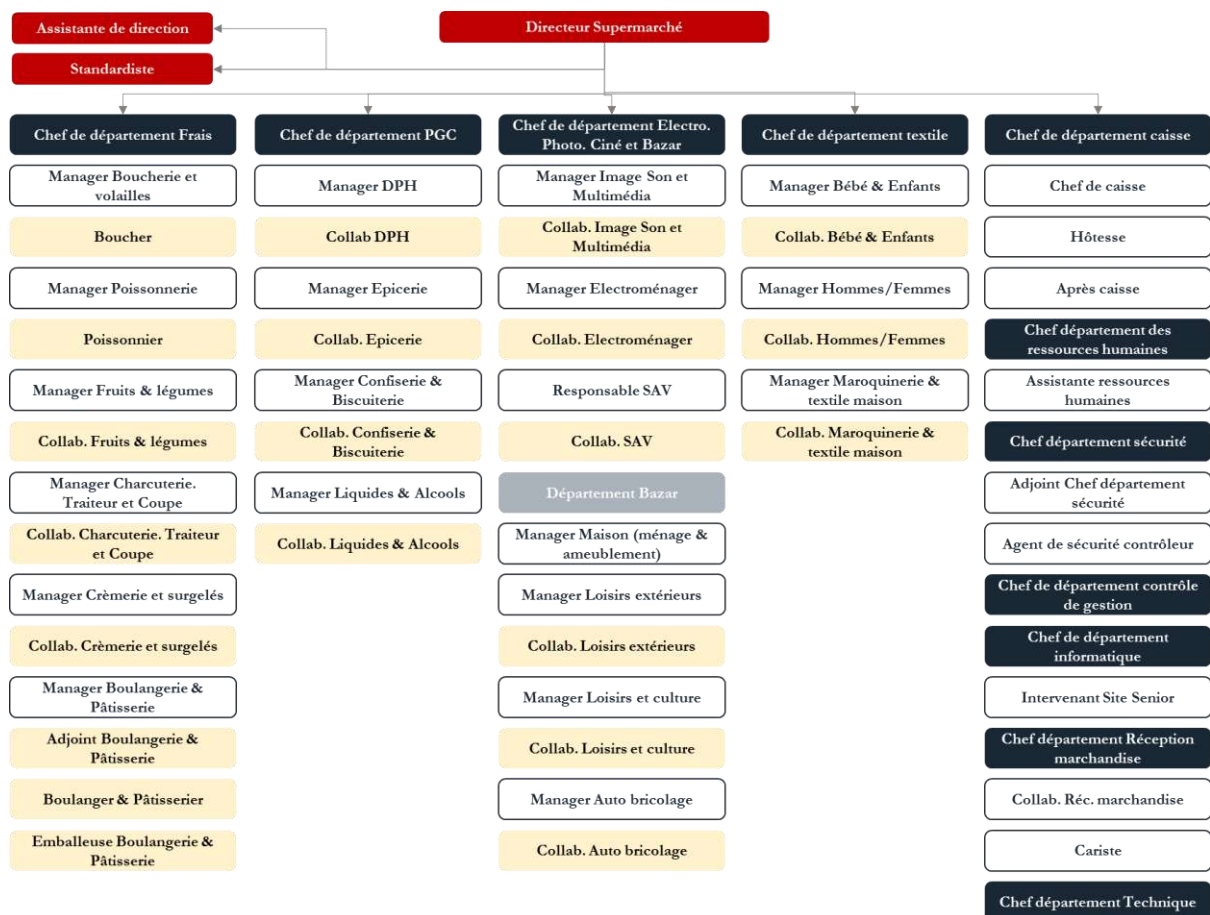 Assistante de direction
Directeur Supermarché
Standardiste
Chef de département Frais
Manager Boucherie et
volailles
Boucher
Manager Poissonnerie
Poissonnier
Manager Fruits & légumes
Collab. Fruits & légumes
Manager Charcuterie.
Traiteur et Coupe
Collab. Charcuterie. Traiteur
et Coupe
Manager Crèmerie et surgelés
Collab. Crèmerie et surgelés
Manager Boulangerie &
Pâtisserie
Adjoint Boulangerie &
Pâtisserie
Boulanger & Pâtisserier
Emballeuse Boulangerie &
Pâtisserie
Chef de département PGC
Manager DPH
Collab DPH
Manager Epicerie
Collab. Epicerie
Manager Confiserie &
Biscuiterie
Collab. Confiserie &
Biscuiterie
Manager Liquides & Alcools
Collab. Liquides & Alcools
Chef de département Electro.
Photo. Ciné et Bazar
Manager Image Son et
Multimédia
Collab. Image Son et
Multimédia
Manager Electroménager
Collab. Electroménager
Responsable SAV
Collab. SAV
Département Bazar
Manager Maison (ménage &
ameublement)
Manager Loisirs extérieurs
Collab. Loisirs extérieurs
Manager Loisirs et culture
Collab. Loisirs et culture
Manager Auto bricolage
Collab. Auto bricolage
Chef de département textile
Manager Bébé & Enfants
Collab. Bébé & Enfants
Manager Hommes/Femmes
Collab. Hommes/Femmes
Manager Maroquinerie &
textile maison
Collab. Maroquinerie &
textile maison
Chef de département caisse
Chef de caisse
Hôtesse
Après caisse
Chef département des
ressources humaines
Assistante ressources
humaines
Chef département sécurité
Adjoint Chef département
sécurité
Agent de sécurité contrôleur
Chef de département contrôle
de gestion
Chef de département
informatique
Intervenant Site Senior
Chef département Réception
marchandise
Collab. Réc. marchandise
Cariste
Chef département Technique